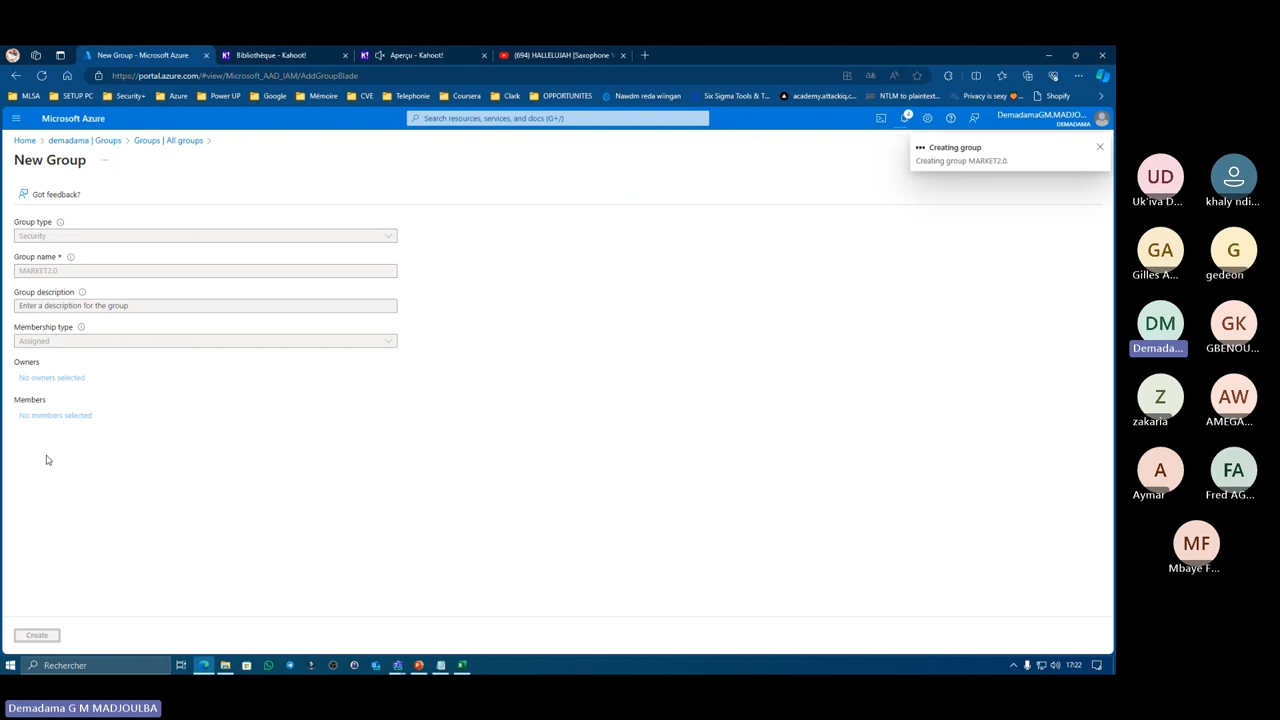 New Group - Microsoft Azure
Bibliothèque - Kahoot!
Aperçu - Kahoot!
(694) HALLELUJAH [Saxophone
https://portal.azure.com/#view/Microsoft_AAD_IAM/AddGroupBlade
MLSA
SETUP PC
Security+
Azure
Power UP
Google
Mémoire
CVE
Telephonie
Coursera
Clark
OPPORTUNITES
Nawdm reda wiingan
Six Sigma Tools & T...
academy.attackiq.c...
NTLM to plaintext...
Privacy is sexy
Shopify
Microsoft Azure
Search resources, services, and docs (G+/)
DemadamaGM.MADJO...
DEMADAMA
Home
demadama | Groups
Groups | All groups
New Group
...
Creating group
Creating group MARKET2.0.
Got feedback?
Group type
Security
Group name *
MARKET2.0
Group description
Enter a description for the group
Membership type
Assigned
Owners
No owners selected
Members
No members selected
Create
Rechercher
17:22
UD
Uk'iva D...
khaly ndi...
GA
Gilles A...
G
gedeon
DM
Demada...
GK
GBENOU...
Z
zakaria
AW
AMEGA...
A
Aymar
FA
Fred AG...
MF
Mbaye F...
Demadama G M MADJOULBA